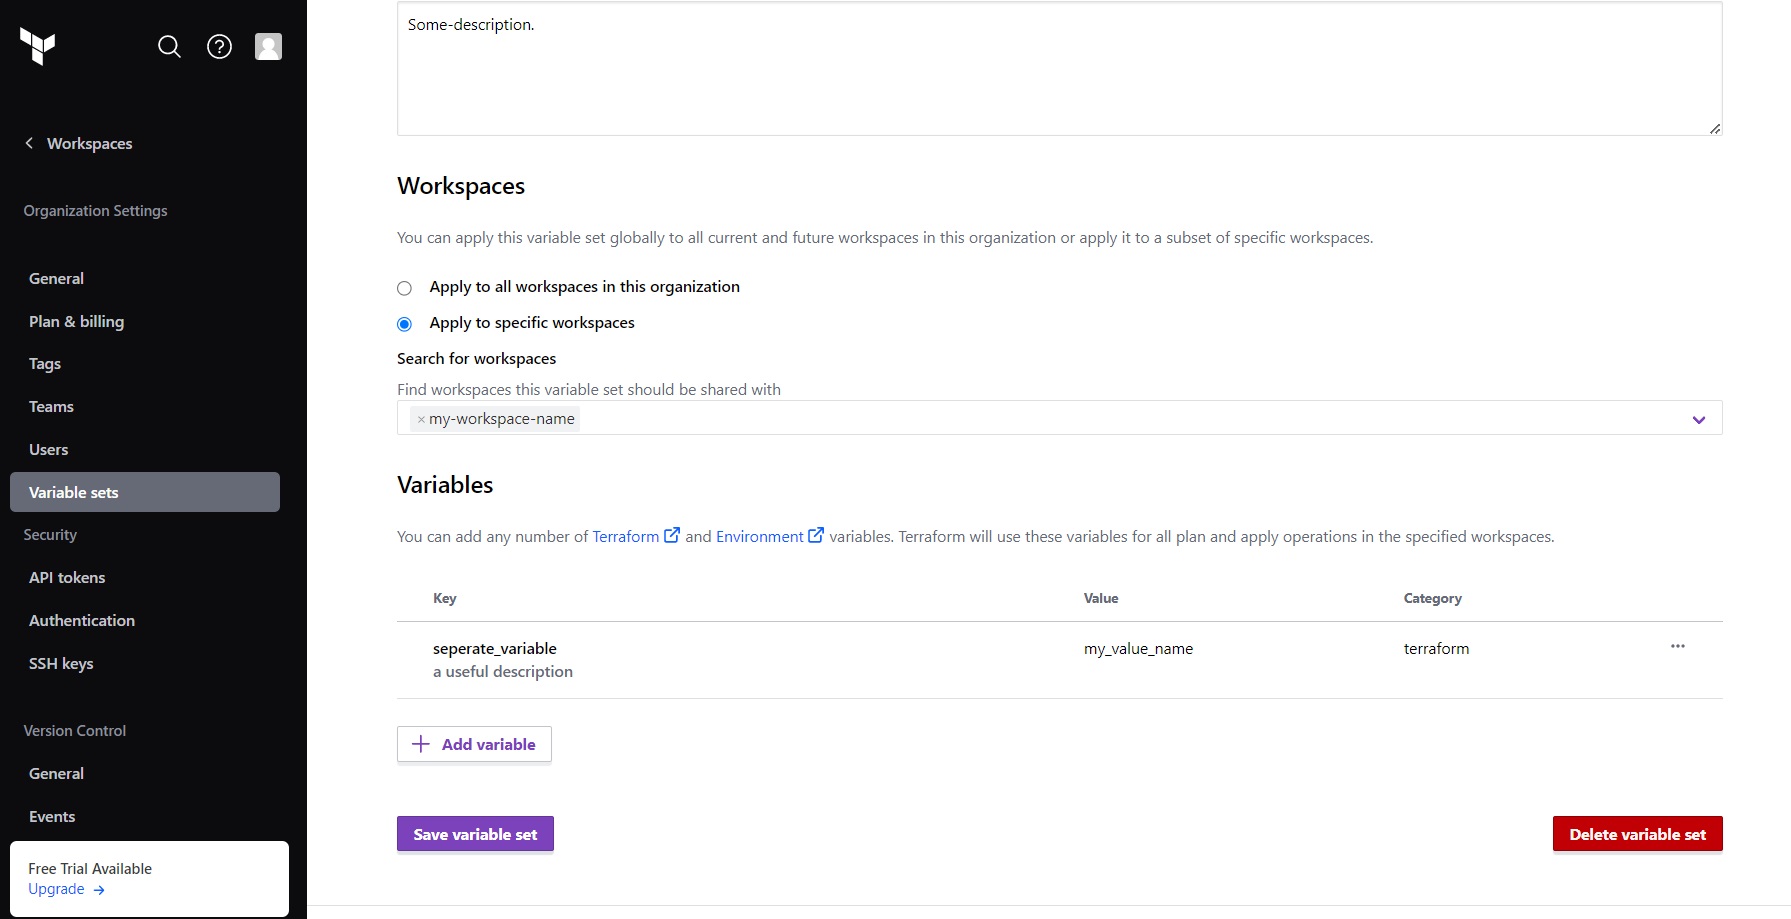 Some-description.
Workspaces
Organization Settings
General
Plan & billing
Tags
Teams
Users
Variable sets
Security
API tokens
Authentication
SSH keys
Version Control
General
Events
Free Trial Available
Upgrade →
Workspaces
You can apply this variable set globally to all current and future workspaces in this organization or apply it to a subset of specific workspaces.
Apply to all workspaces in this organization
Apply to specific workspaces
Search for workspaces
Find workspaces this variable set should be shared with
× my-workspace-name
Variables
You can add any number of Terraform and Environment variables. Terraform will use these variables for all plan and apply operations in the specified workspaces.
Key Value Category
seperate_variable my_value_name terraform ...
a useful description
+ Add variable
Save variable set Delete variable set